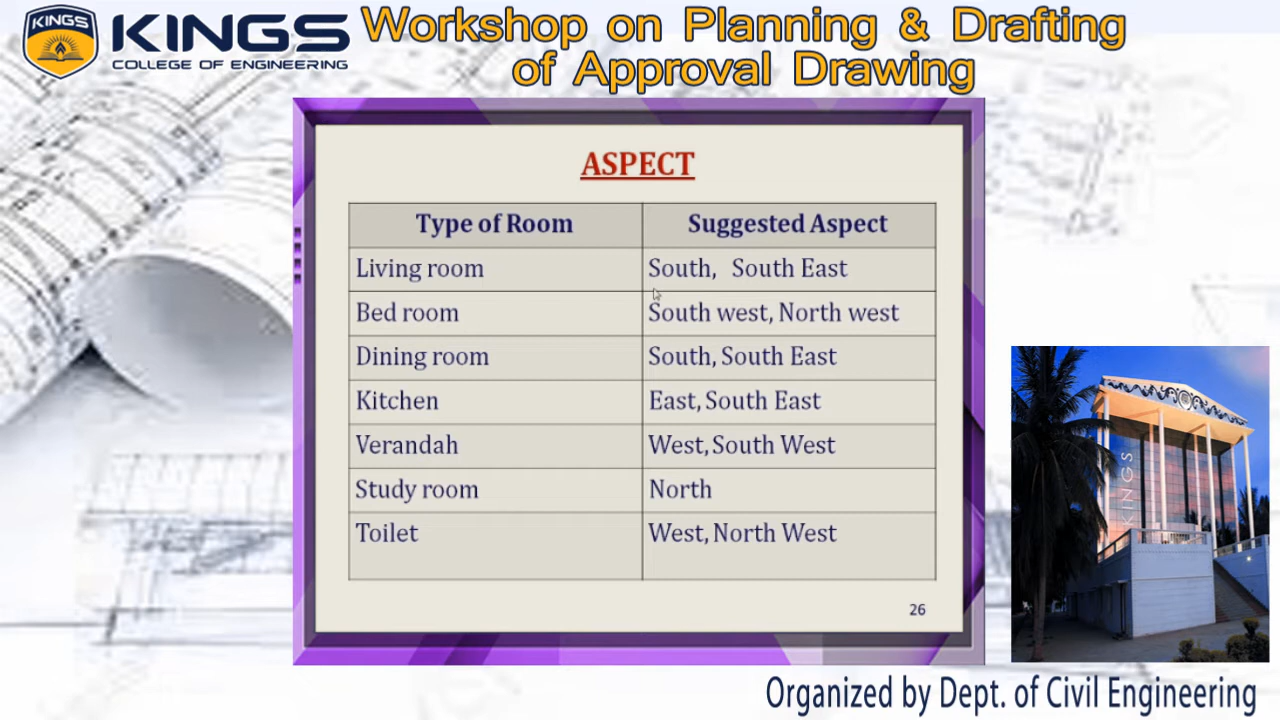 KINGS
KINGS
COLLEGE OF ENGINEERING
Workshop on Planning & Drafting
of Approval Drawing
ASPECT
Type of Room Suggested Aspect
Living room South, South East
Bed room South west, North west
Dining room South, South East
Kitchen East, South East
Verandah West, South West
Study room North
Toilet West, North West
26
KINGS
Organized by Dept. of Civil Engineering